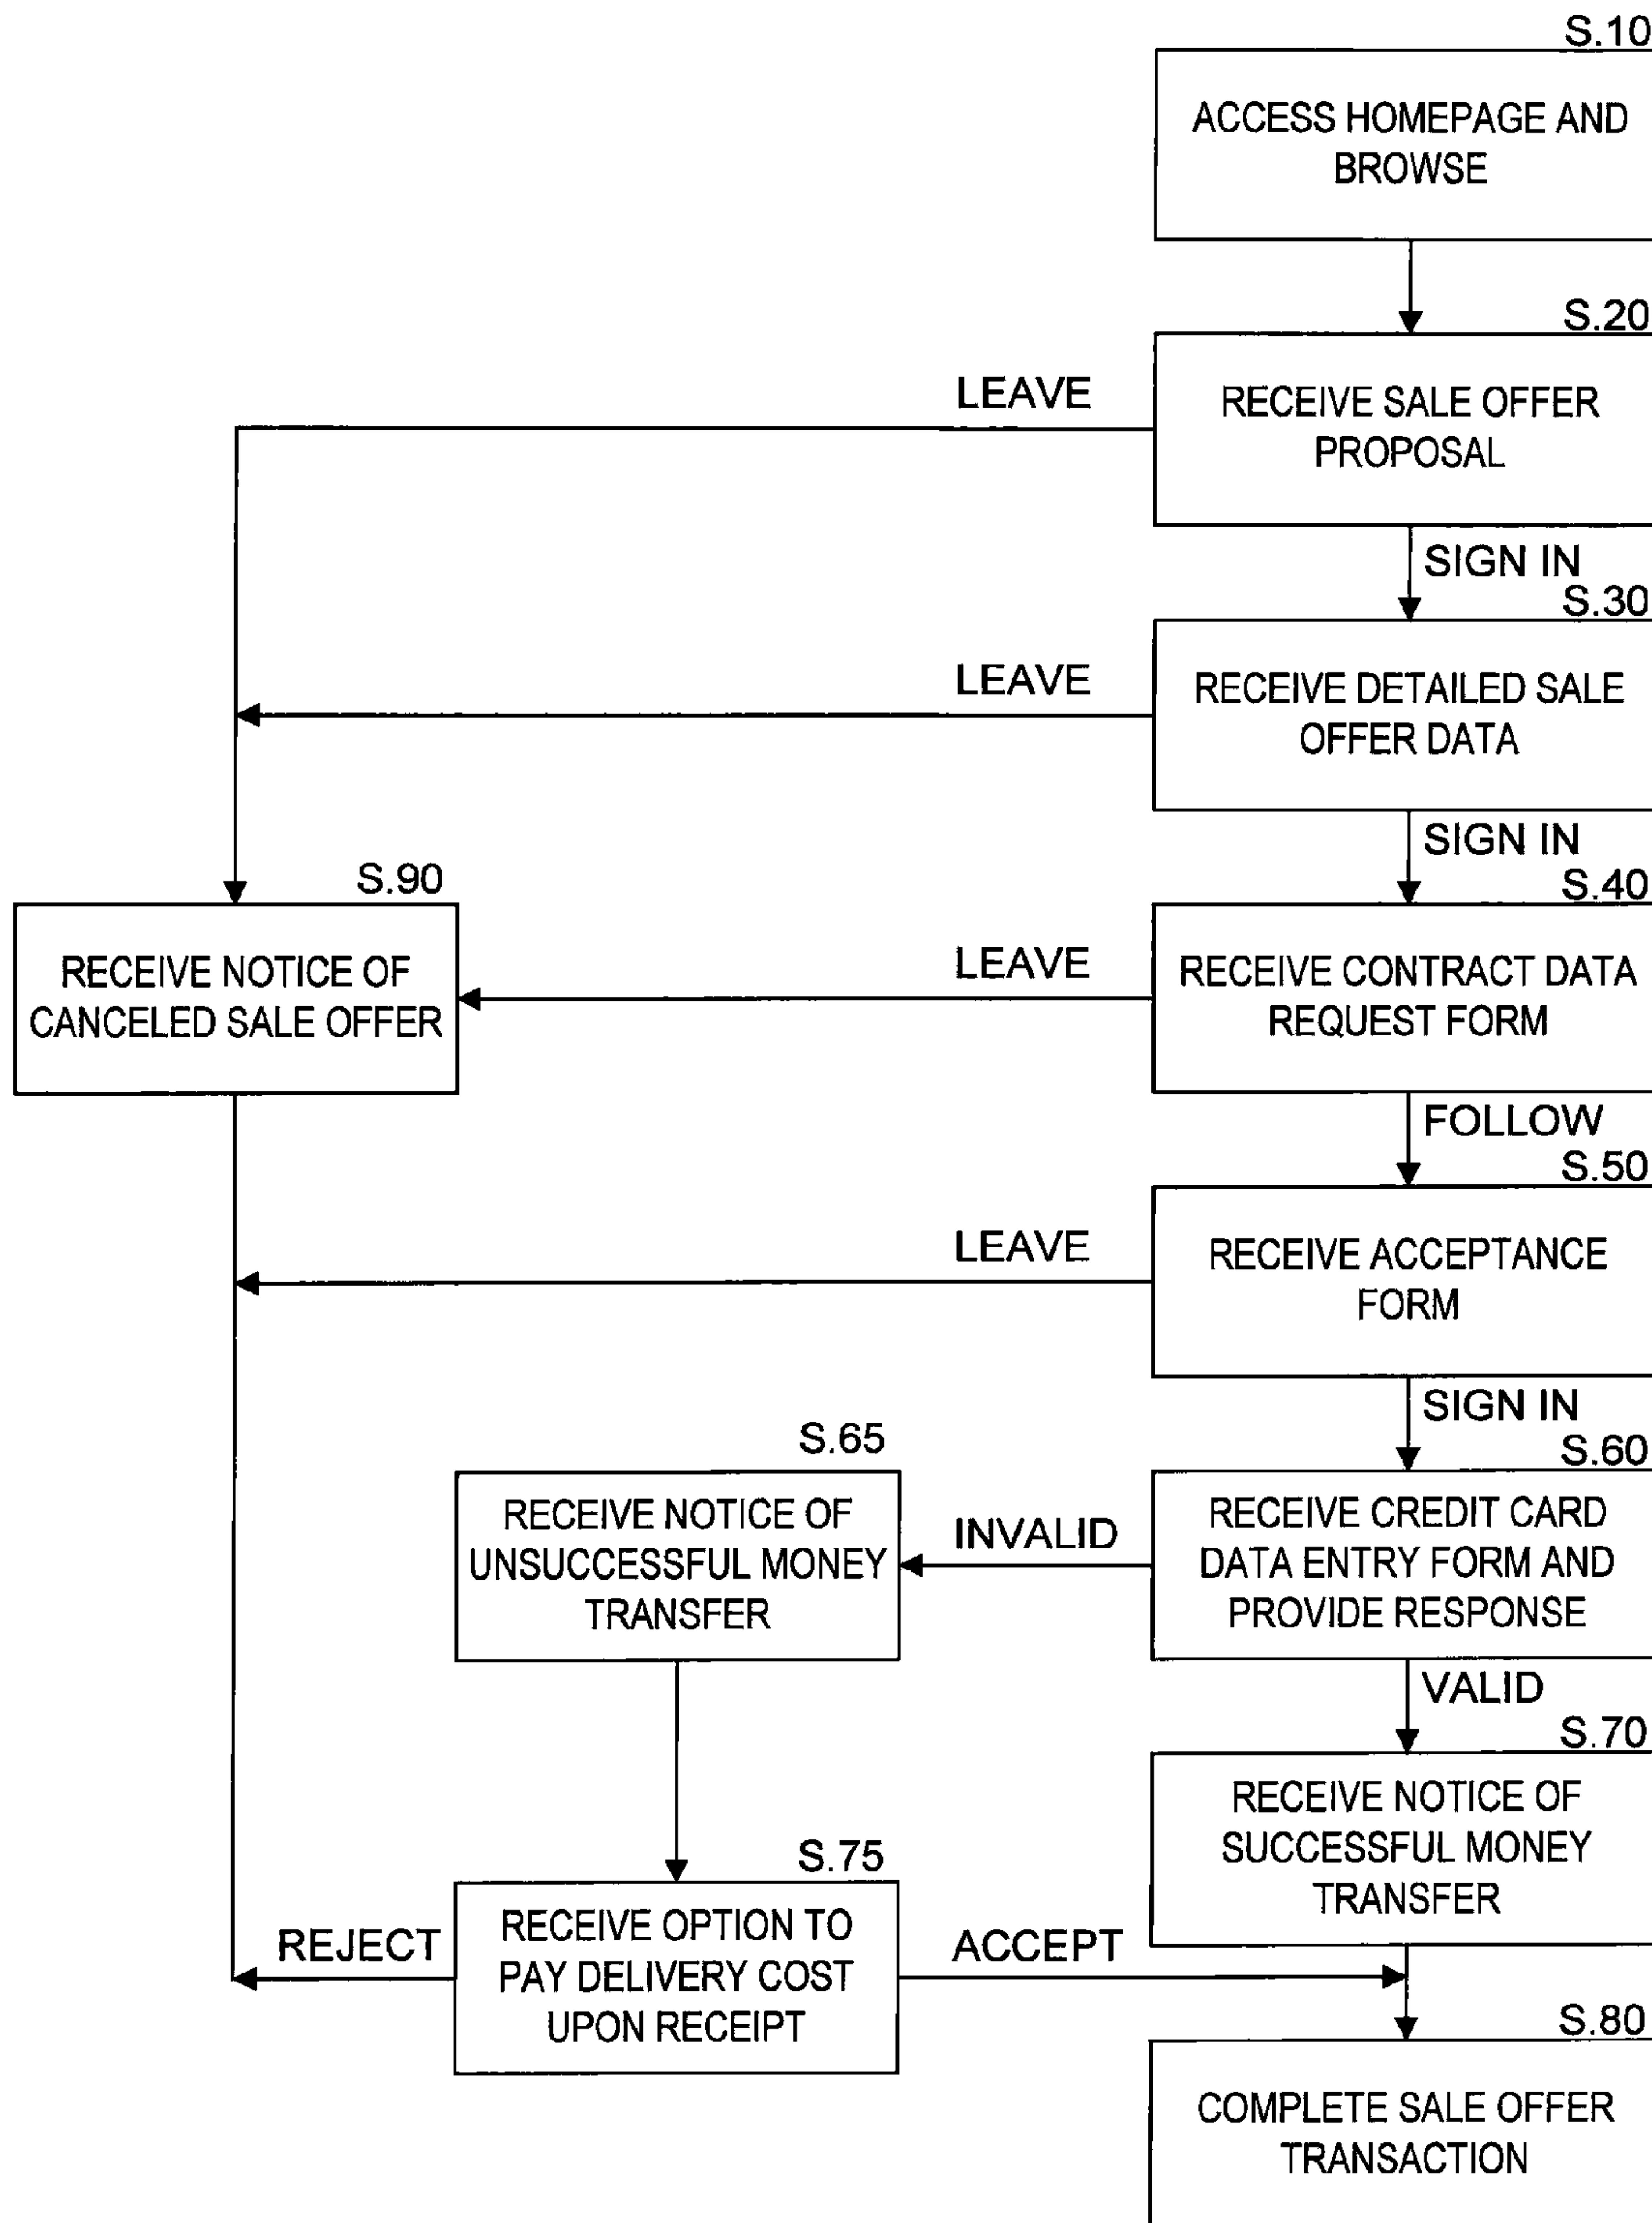 S.10
ACCESS HOMEPAGE AND
BROWSE
S.20
LEAVE
RECEIVE SALE OFFER
PROPOSAL
SIGN IN
S.30
LEAVE
RECEIVE DETAILED SALE
OFFER DATA
SIGN IN
S.40
S.90
RECEIVE NOTICE OF
CANCELED SALE OFFER
LEAVE
RECEIVE CONTRACT DATA
REQUEST FORM
FOLLOW
S.50
LEAVE
RECEIVE ACCEPTANCE
FORM
SIGN IN
S.60
S.65
RECEIVE NOTICE OF
UNSUCCESSFUL MONEY
TRANSFER
INVALID
RECEIVE CREDIT CARD
DATA ENTRY FORM AND
PROVIDE RESPONSE
VALID
S.70
RECEIVE NOTICE OF
SUCCESSFUL MONEY
TRANSFER
S.75
REJECT
RECEIVE OPTION TO
PAY DELIVERY COST
UPON RECEIPT
ACCEPT
S.80
COMPLETE SALE OFFER
TRANSACTION